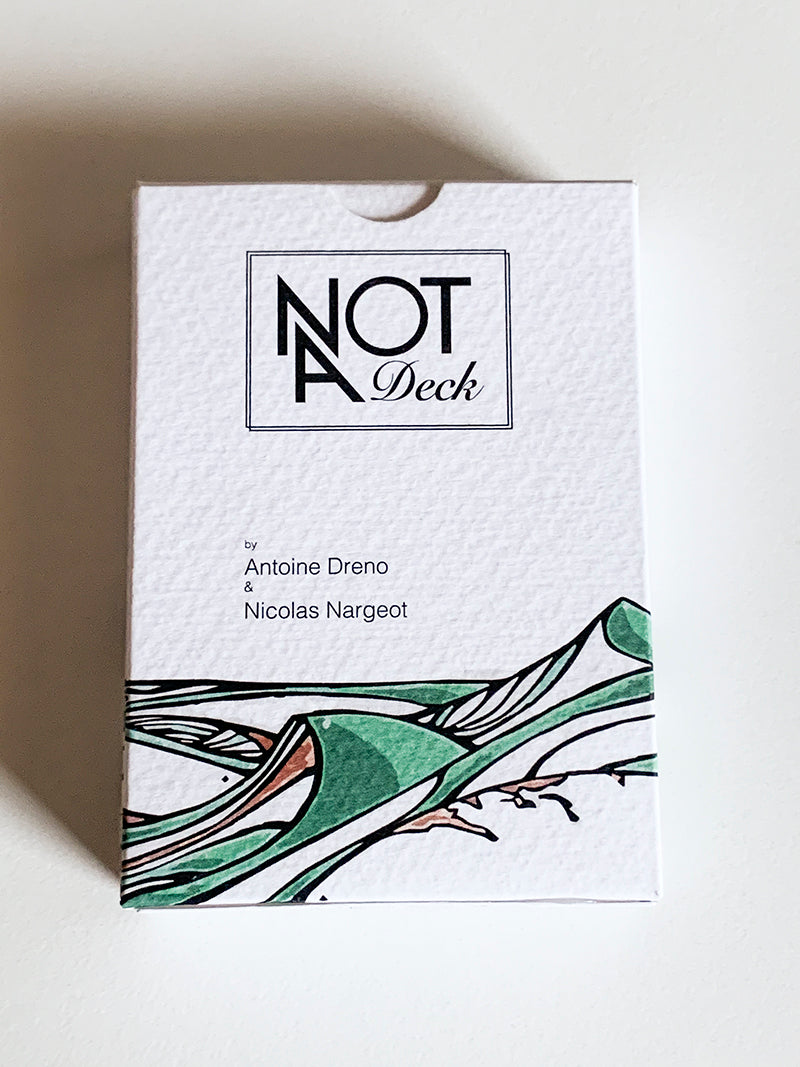 NOT
A Deck
by
Antoine Dreno
&
Nicolas Nargeot